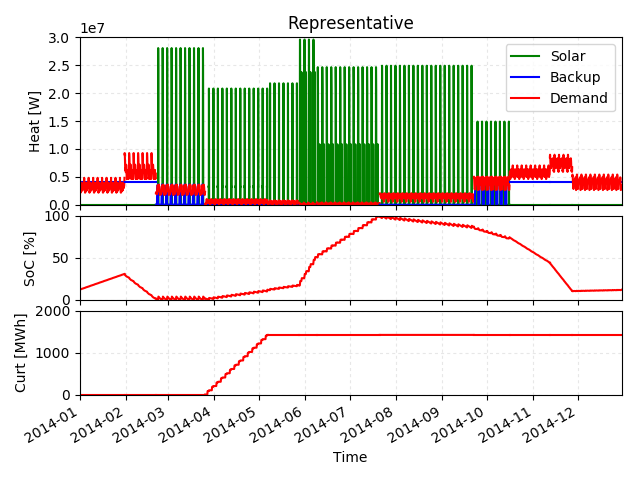 Representative
1e7
3.0
2.5
2.0
1.5
1.0
0.5
0.0
Heat [W]
Solar
Backup
Demand
100
50
0
SoC [%]
2000
1000
0
Curt [MWh]
2014-01
2014-02
2014-03
2014-04
2014-05
2014-06
2014-07
2014-08
2014-09
2014-10
2014-11
2014-12
Time